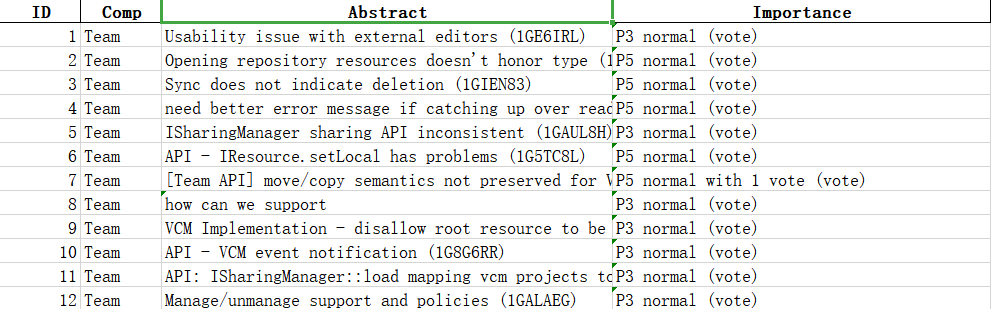 ID Comp Abstract Importance
1 Team Usability issue with external editors (1GE6IRL) P3 normal (vote)
2 Team Opening repository resources doesn't honor type (1 P5 normal (vote)
3 Team Sync does not indicate deletion (1GIEN83) P5 normal (vote)
4 Team need better error message if catching up over read P5 normal (vote)
5 Team ISharingManager sharing API inconsistent (1GAUL8H) P3 normal (vote)
6 Team API - IResource.setLocal has problems (1G5TC8L) P5 normal (vote)
7 Team [Team API] move/copy semantics not preserved for V P5 normal with 1 vote (vote)
8 Team how can we support P3 normal (vote)
9 Team VCM Implementation - disallow root resource to be P3 normal (vote)
10 Team API - VCM event notification (1G8G6RR) P3 normal (vote)
11 Team API: ISharingManager::load mapping vcm projects to P3 normal (vote)
12 Team Manage/unmanage support and policies (1GALAEG) P3 normal (vote)